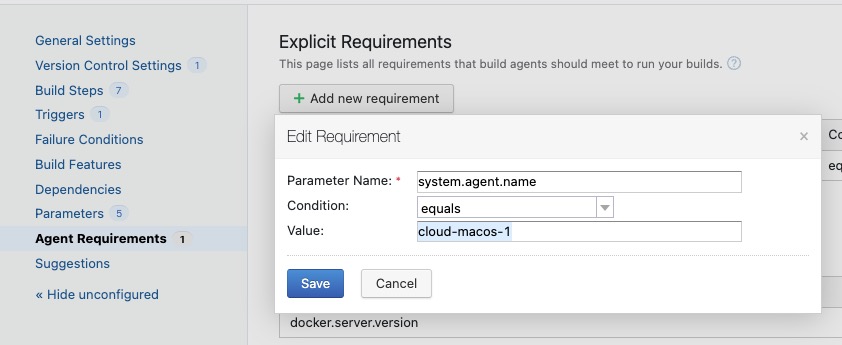 General Settings
Version Control Settings 1
Build Steps 7
Triggers 1
Failure Conditions
Build Features
Dependencies
Parameters 5
Agent Requirements 1
Suggestions
« Hide unconfigured
Explicit Requirements
This page lists all requirements that build agents should meet to run your builds. ?
+ Add new requirement
Edit Requirement ×
Parameter Name: * system.agent.name
Condition: equals
Value: cloud-macos-1
Save Cancel
Co
eq
docker.server.version